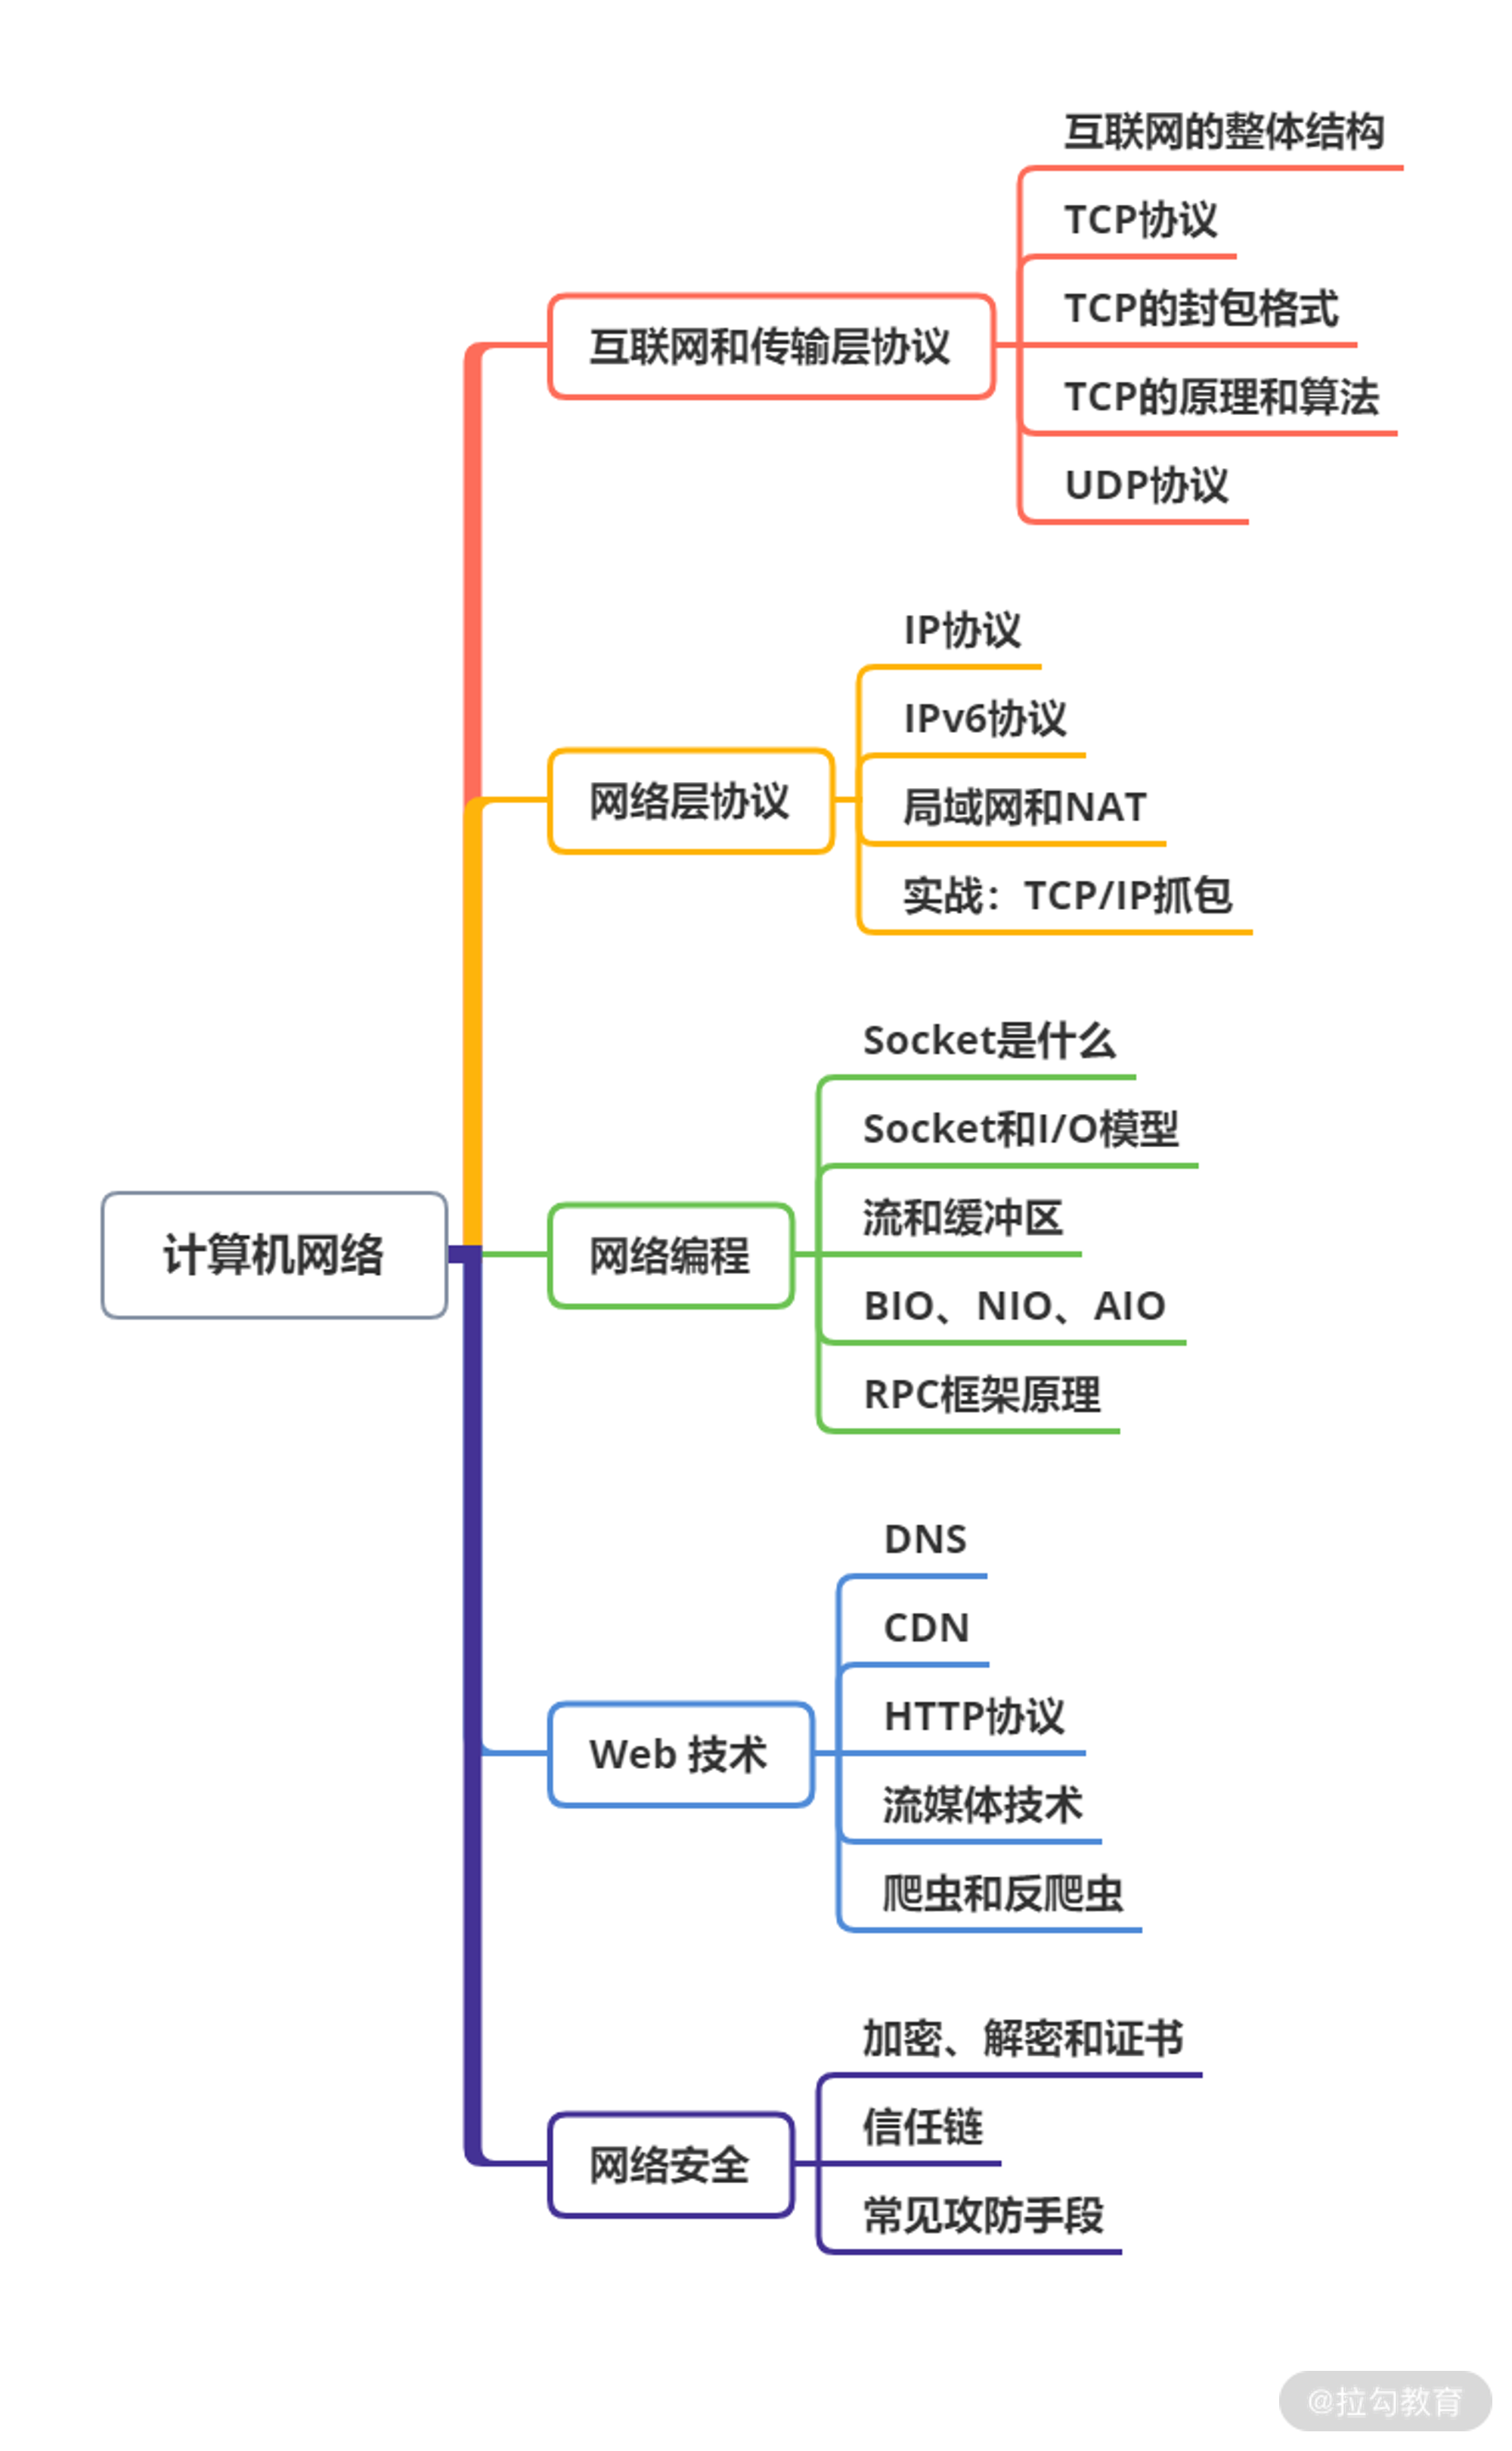 计算机网络
互联网和传输层协议
互联网的整体结构
TCP协议
TCP的封包格式
TCP的原理和算法
UDP协议
网络层协议
IP协议
IPv6协议
局域网和NAT
实战：TCP/IP抓包
网络编程
Socket是什么
Socket和I/O模型
流和缓冲区
BIO、NIO、AIO
RPC框架原理
Web 技术
DNS
CDN
HTTP协议
流媒体技术
爬虫和反爬虫
网络安全
加密、解密和证书
信任链
常见攻防手段
@拉勾教育